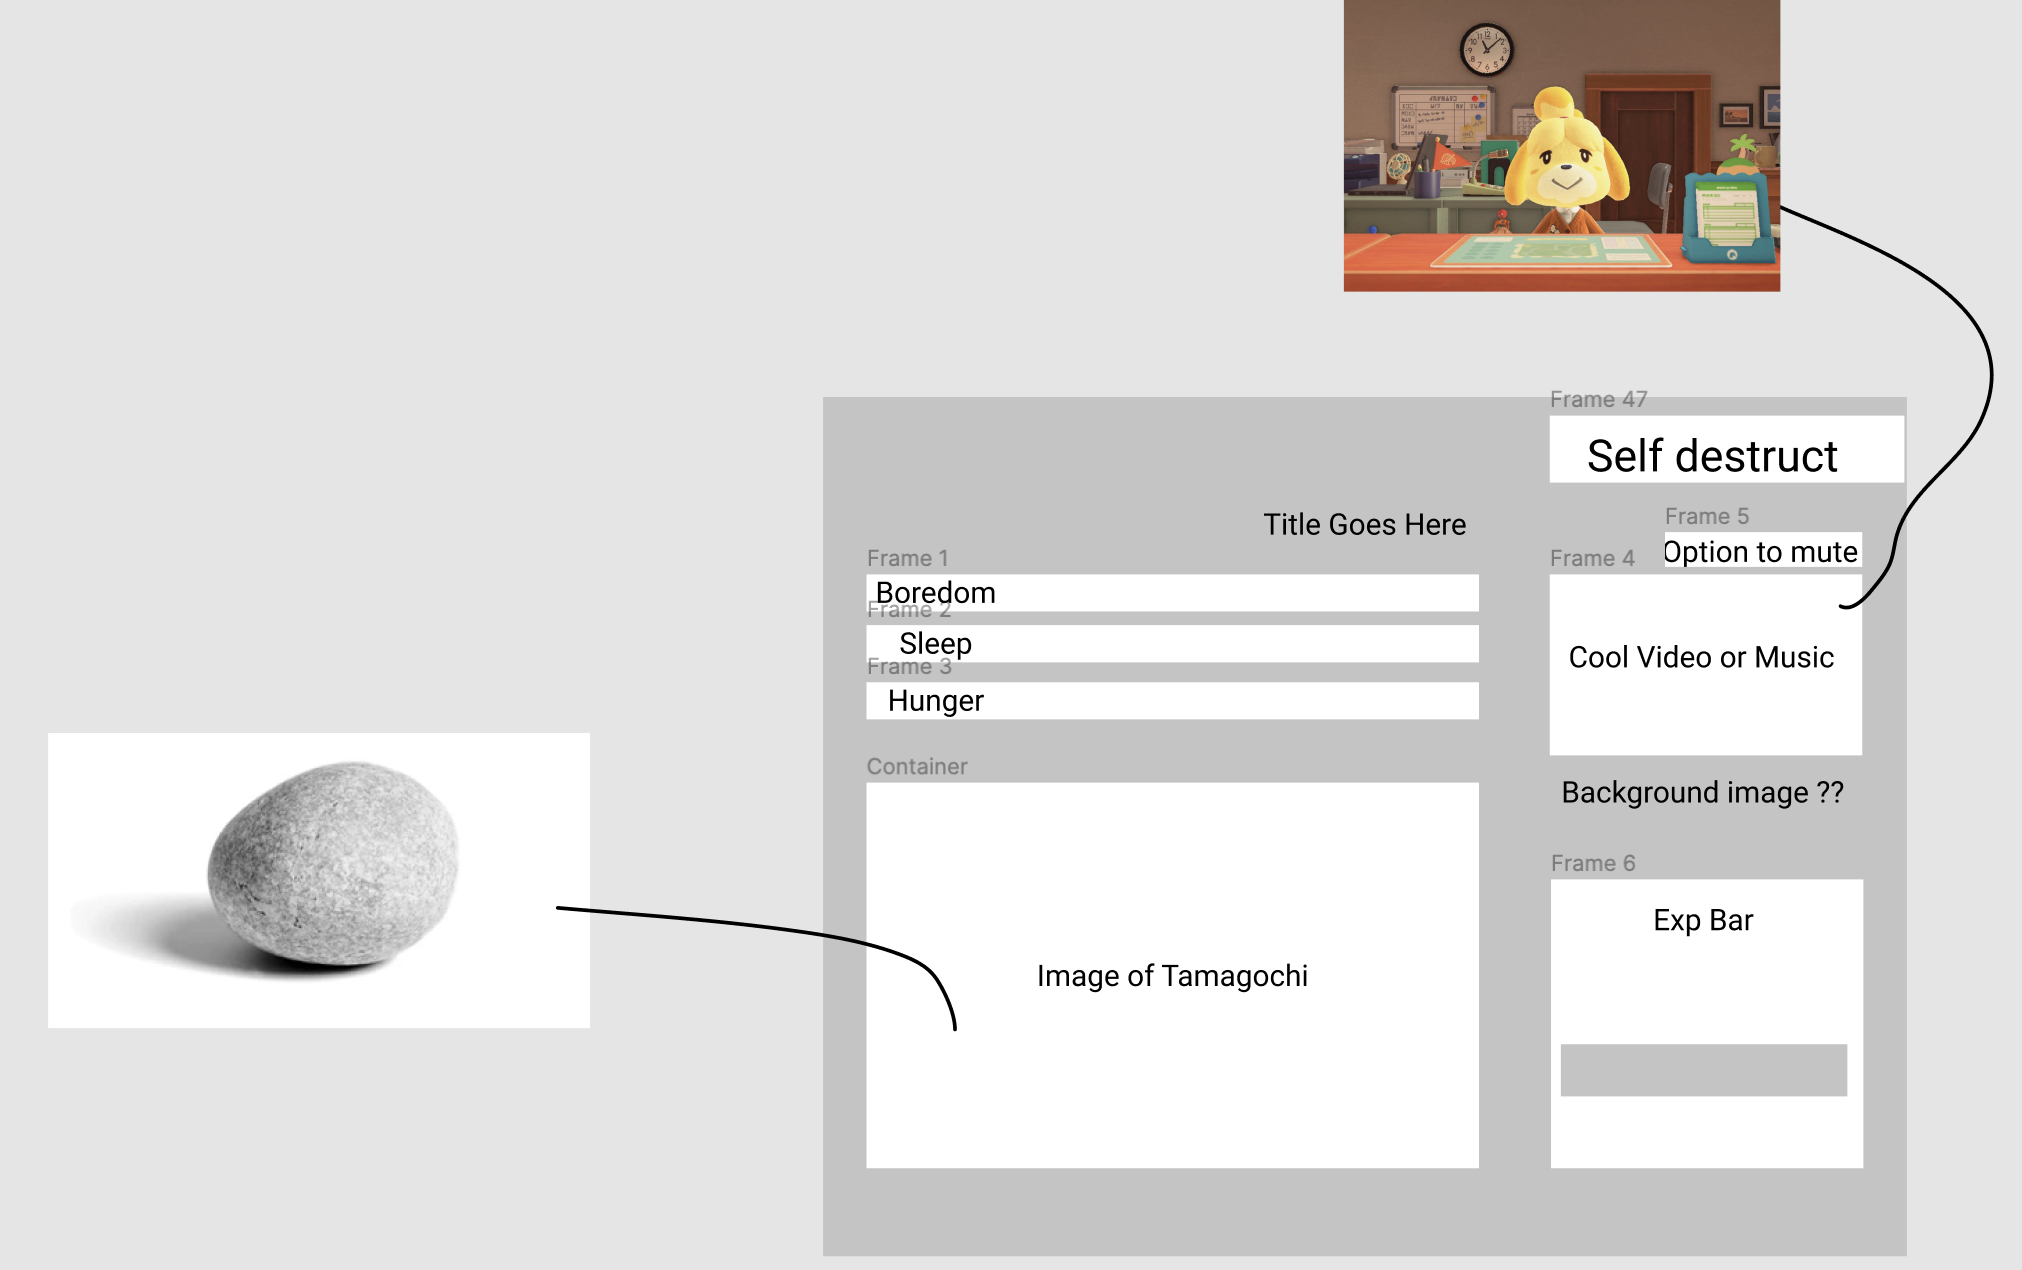 Frame 47
Self destruct
Title Goes Here
Frame 5
Option to mute
Frame 1
Boredom
Frame 2
Sleep
Frame 3
Hunger
Frame 4
Cool Video or Music
Background image ??
Container
Image of Tamagochi
Frame 6
Exp Bar